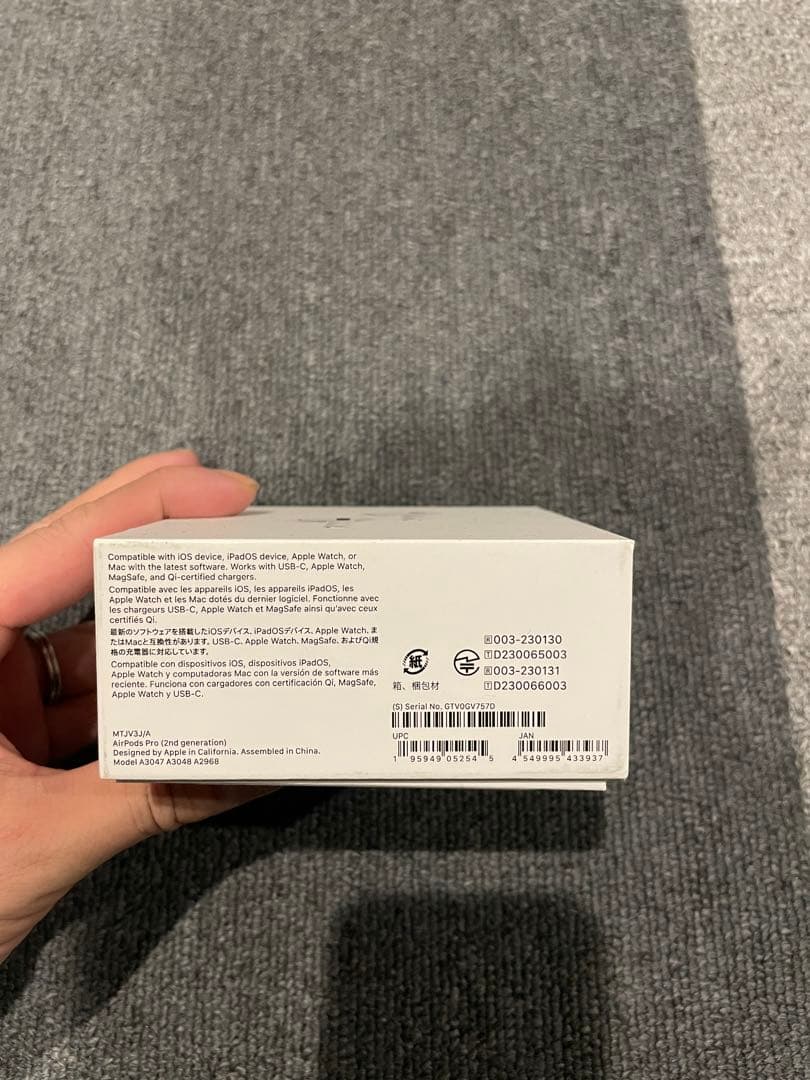 Compatible with iOS device, iPadOS device, Apple Watch, or
Mac with the latest software. Works with USB-C, Apple Watch,
MagSafe, and Qi-certified chargers.
Compatible avec les appareils iOS, les appareils iPadOS, les
Apple Watch et les Mac dotés du dernier logiciel. Fonctionne avec
les chargeurs USB-C, Apple Watch et MagSafe ainsi qu'avec ceux
certifiés Qi.
最新のソフトウェアを搭載したiOSデバイス、iPadOSデバイス、Apple Watch、ま
たはMacと互換性があります。USB-C、Apple Watch、MagSafe、およびQi規
格の充電器に対応しています。
Compatible con dispositivos iOS, dispositivos iPadOS,
Apple Watch y computadoras Mac con la versión de software más
reciente. Funciona con cargadores con certificación Qi, MagSafe,
Apple Watch y USB-C.
MTJV3J/A
AirPods Pro (2nd generation)
Designed by Apple in California. Assembled in China.
Model A3047 A3048 A2968
紙
箱、梱包材
R 003-230130
T D230065003
R 003-230131
T D230066003
(S) Serial No. GTV0GV757D
UPC
1 95949 05254 5
JAN
4 549995 433937